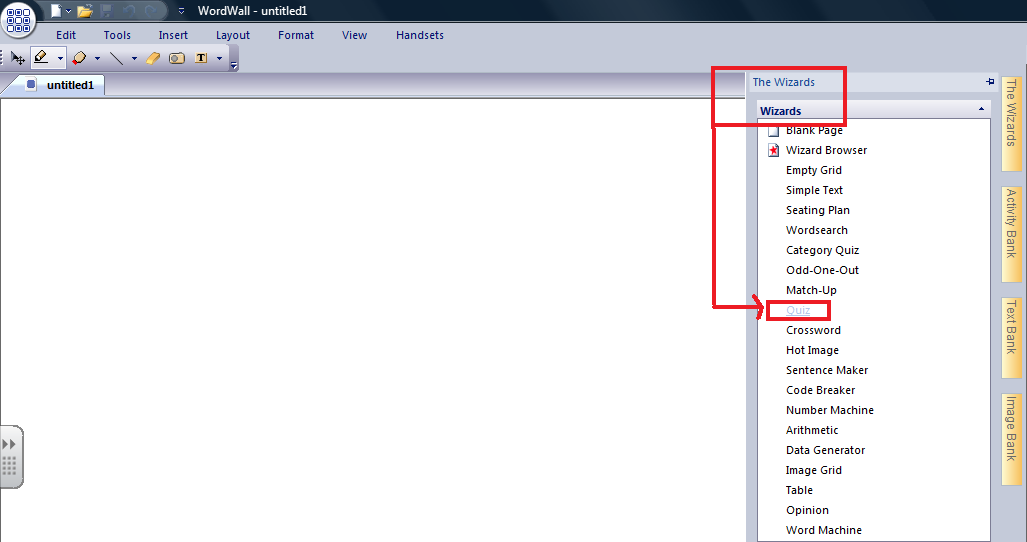 WordWall - untitled1
Edit Tools Insert Layout Format View Handsets
T
untitled1
The Wizards
Wizards
Blank Page
Wizard Browser
Empty Grid
Simple Text
Seating Plan
Wordsearch
Category Quiz
Odd-One-Out
Match-Up
Quiz
Crossword
Hot Image
Sentence Maker
Code Breaker
Number Machine
Arithmetic
Data Generator
Image Grid
Table
Opinion
Word Machine
The Wizards
Activity Bank
Text Bank
Image Bank